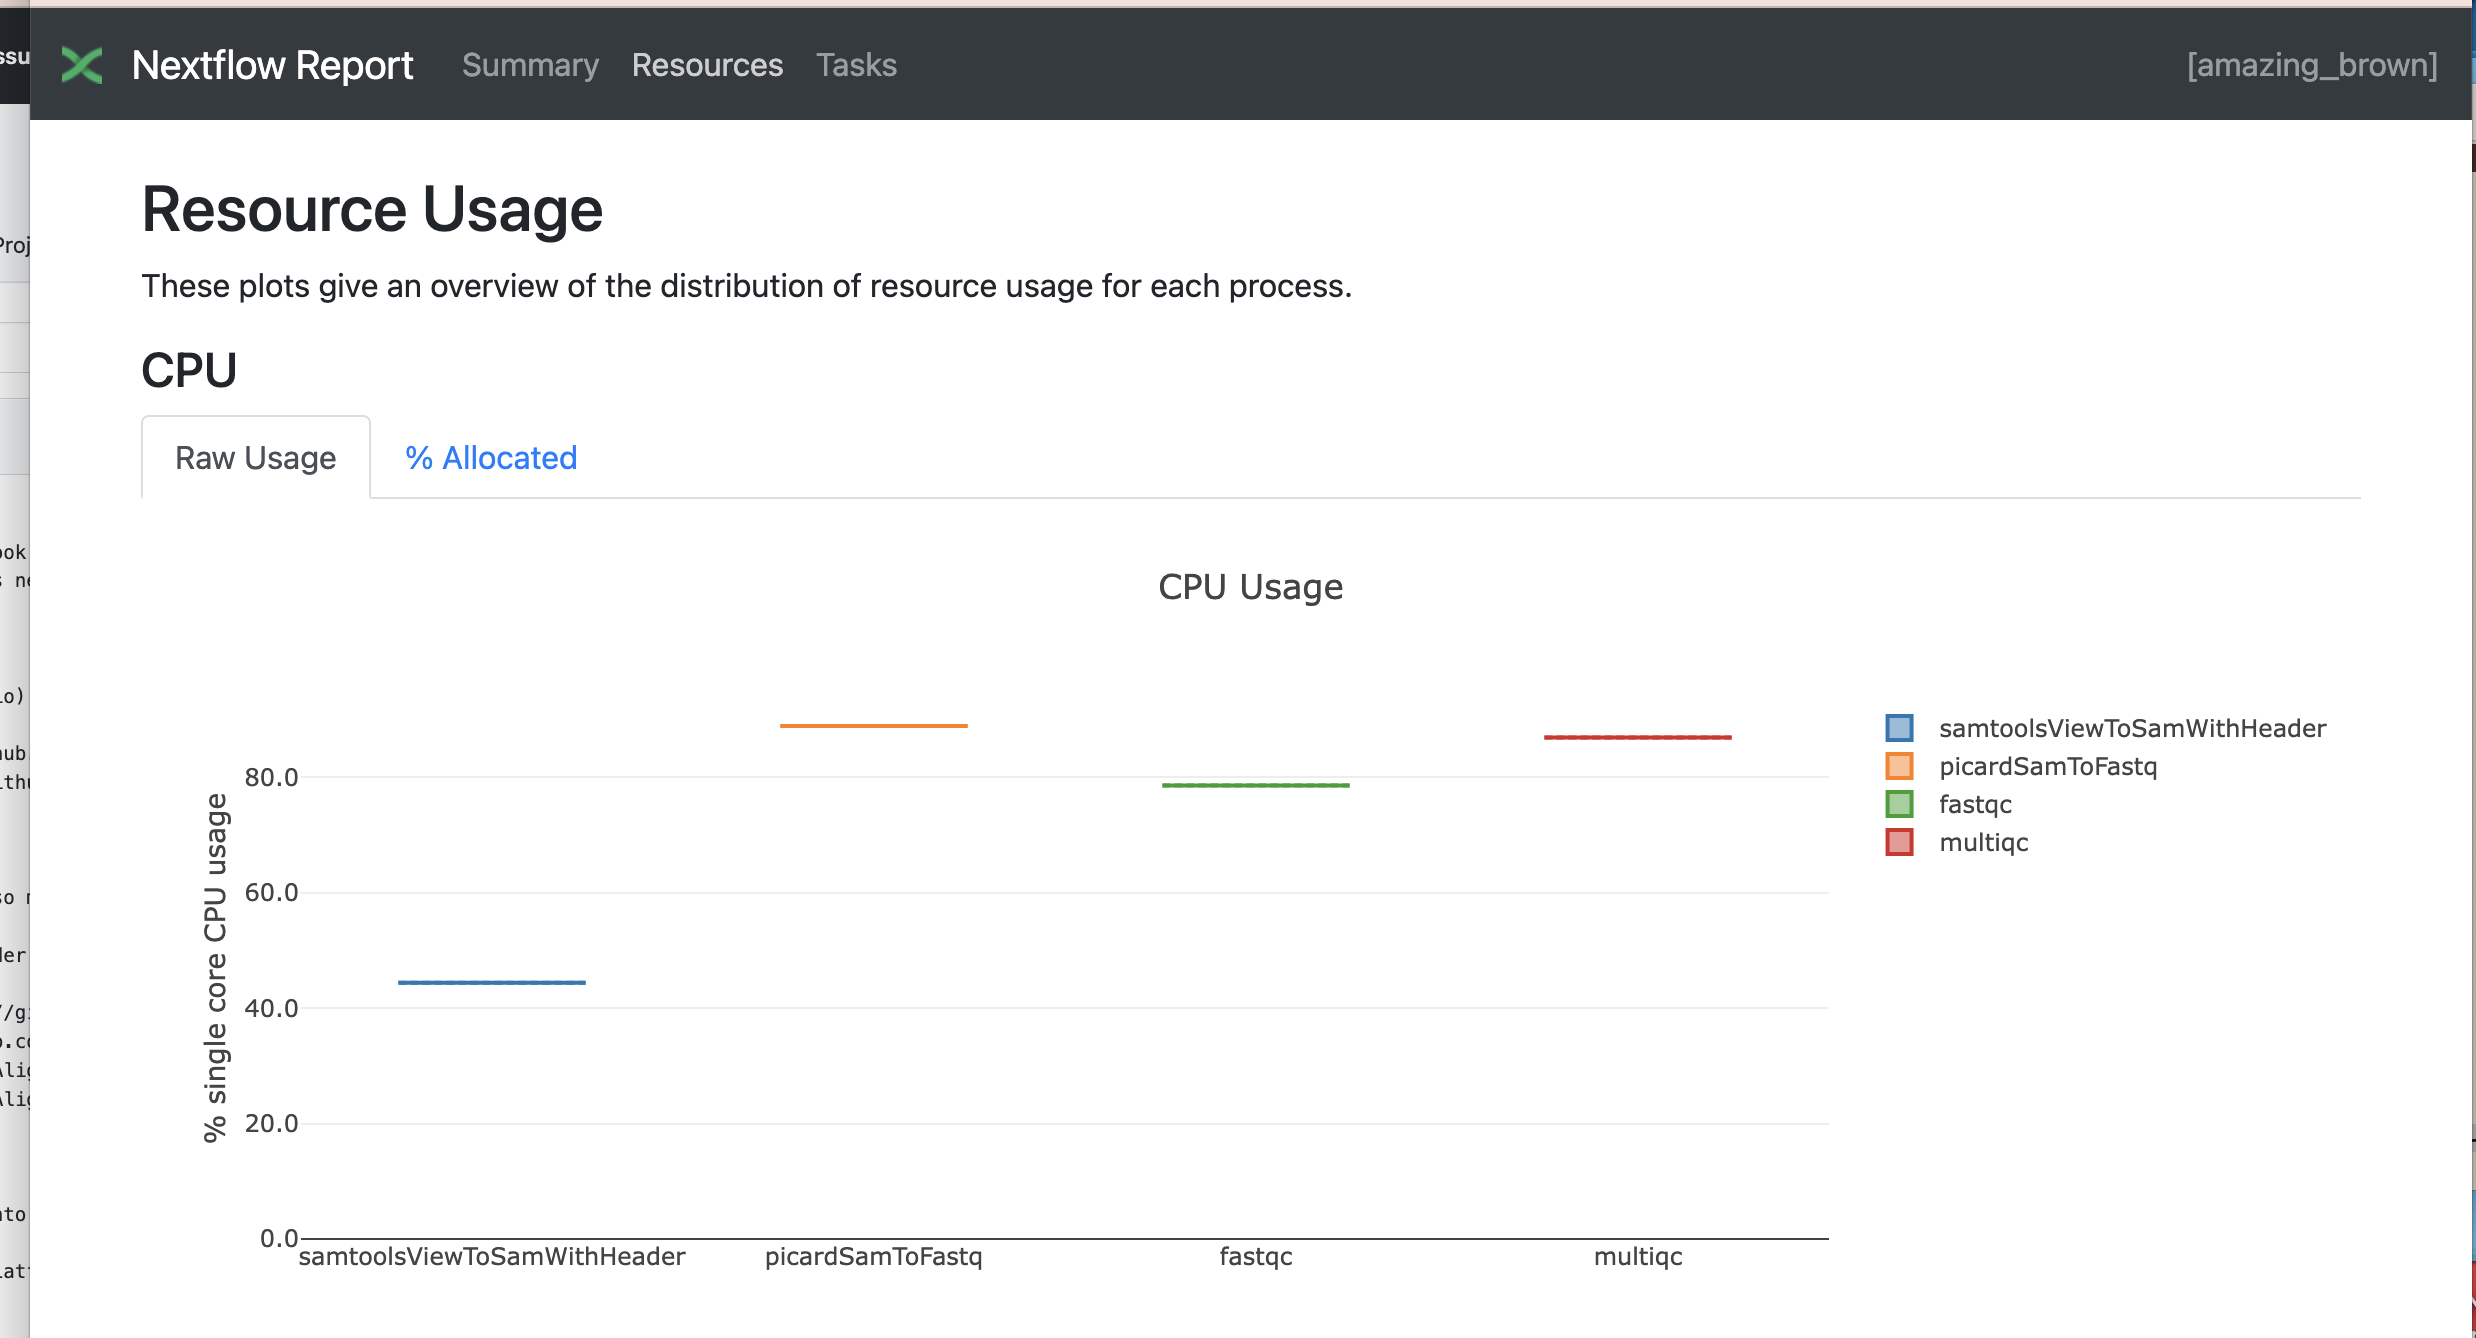 Nextflow Report Summary Resources Tasks [amazing_brown]
Resource Usage
These plots give an overview of the distribution of resource usage for each process.
CPU
Raw Usage % Allocated
CPU Usage
% single core CPU usage
80.0
60.0
40.0
20.0
0.0
samtoolsViewToSamWithHeader picardSamToFastq fastqc multiqc
samtoolsViewToSamWithHeader
picardSamToFastq
fastqc
multiqc